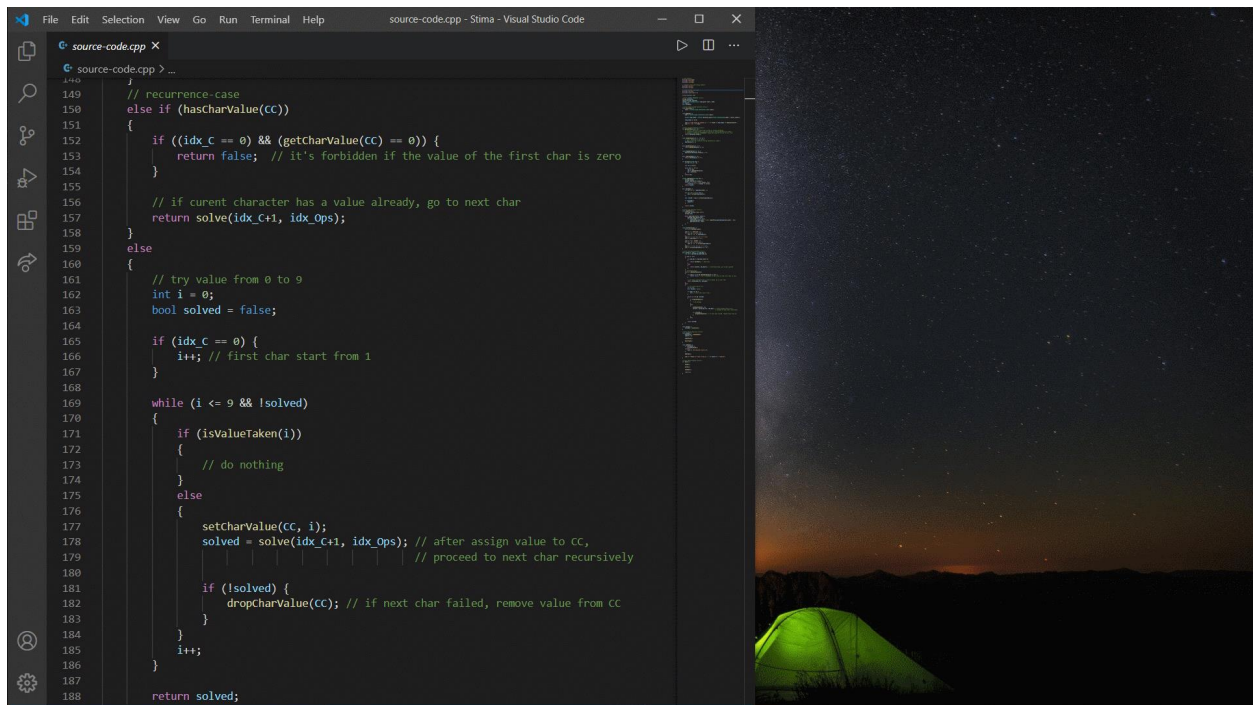 File Edit Selection View Go Run Terminal Help source-code.cpp - Stima - Visual Studio Code
source-code.cpp
source-code.cpp > ...
148 }
149 // recurrence-case
150 else if (hasCharValue(CC))
151 {
152 if ((idx_C == 0) && (getCharValue(CC) == 0)) {
153 return false; // it's forbidden if the value of the first char is zero
154 }
155
156 // if curent character has a value already, go to next char
157 return solve(idx_C+1, idx_Ops);
158 }
159 else
160 {
161 // try value from 0 to 9
162 int i = 0;
163 bool solved = false;
164
165 if (idx_C == 0) {
166 i++; // first char start from 1
167 }
168
169 while (i <= 9 && !solved)
170 {
171 if (isValueTaken(i))
172 {
173 // do nothing
174 }
175 else
176 {
177 setCharValue(CC, i);
178 solved = solve(idx_C+1, idx_Ops); // after assign value to CC,
179 // proceed to next char recursively
180
181 if (!solved) {
182 dropCharValue(CC); // if next char failed, remove value from CC
183 }
184 }
185 i++;
186 }
187
188 return solved;